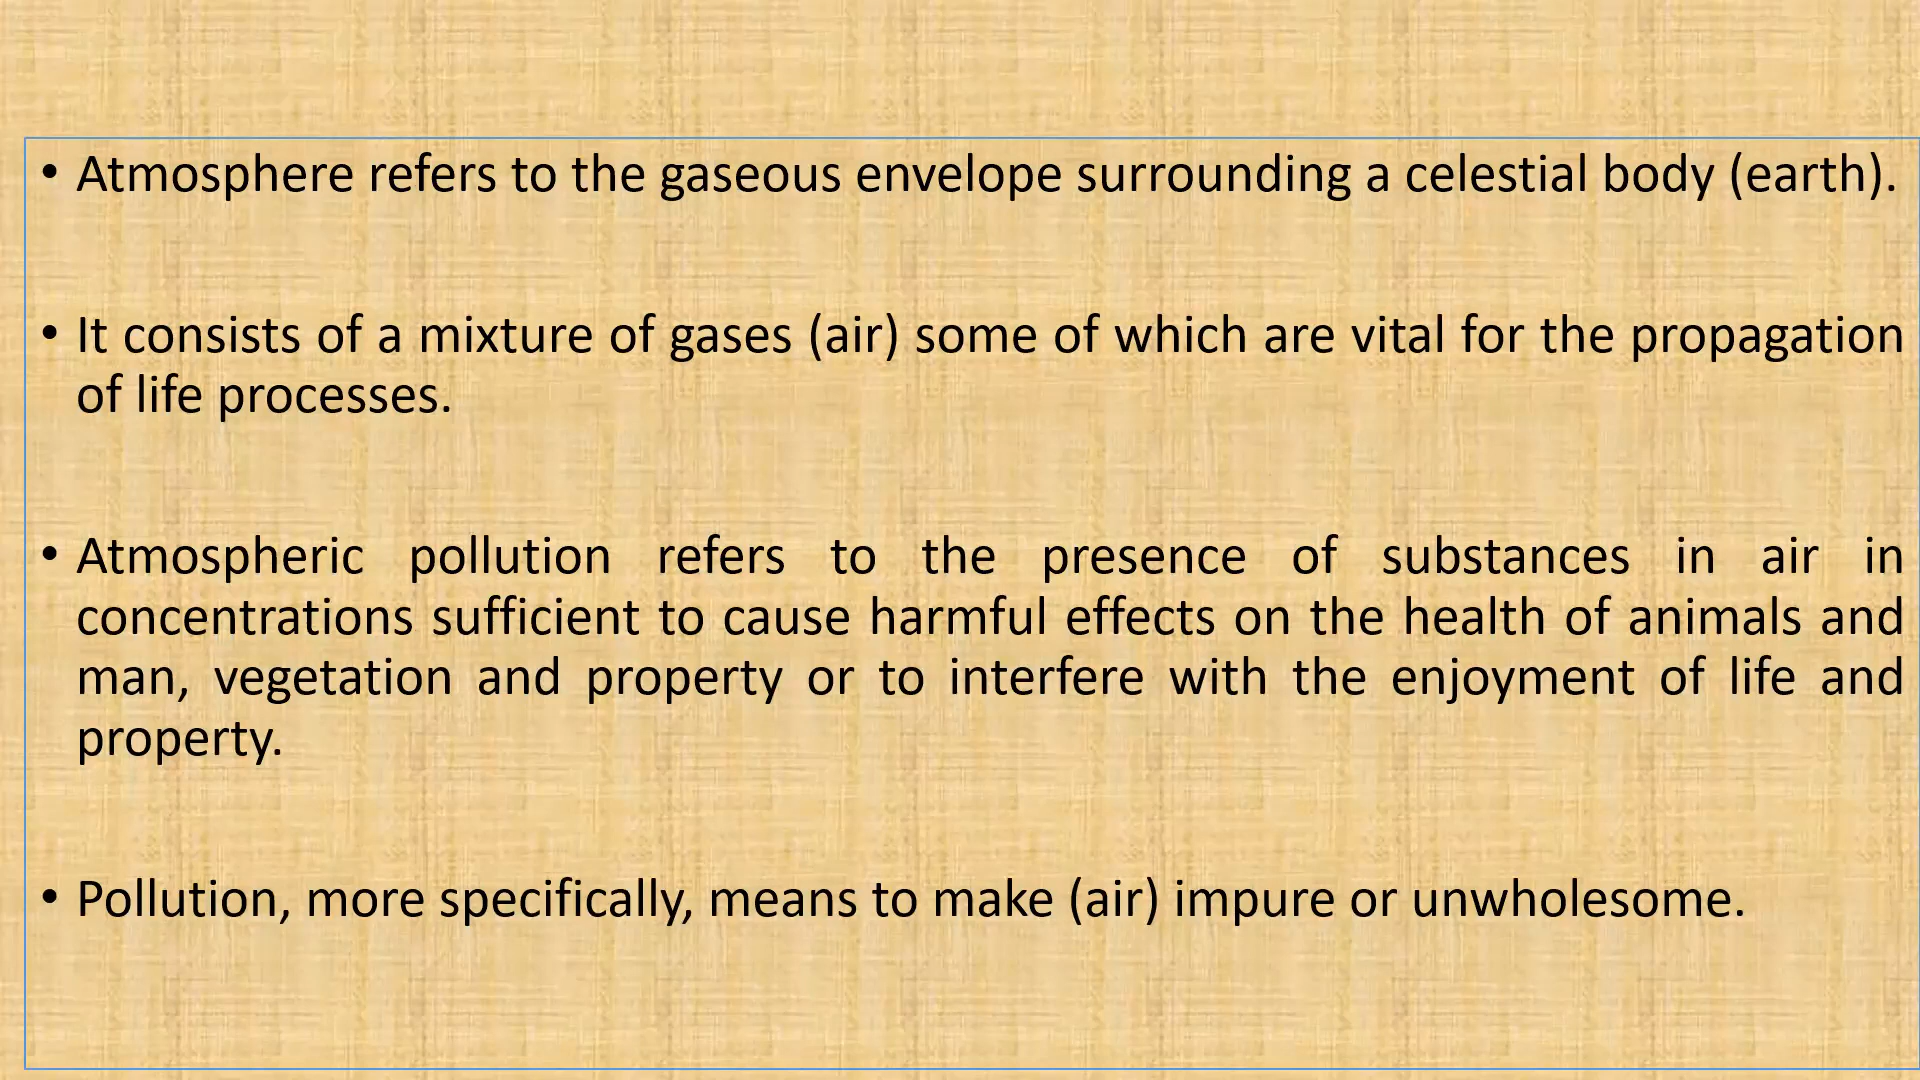 • Atmosphere refers to the gaseous envelope surrounding a celestial body (earth).
• It consists of a mixture of gases (air) some of which are vital for the propagation
of life processes.
• Atmospheric pollution refers to the presence of substances in air in
concentrations sufficient to cause harmful effects on the health of animals and
man, vegetation and property or to interfere with the enjoyment of life and
property.
• Pollution, more specifically, means to make (air) impure or unwholesome.